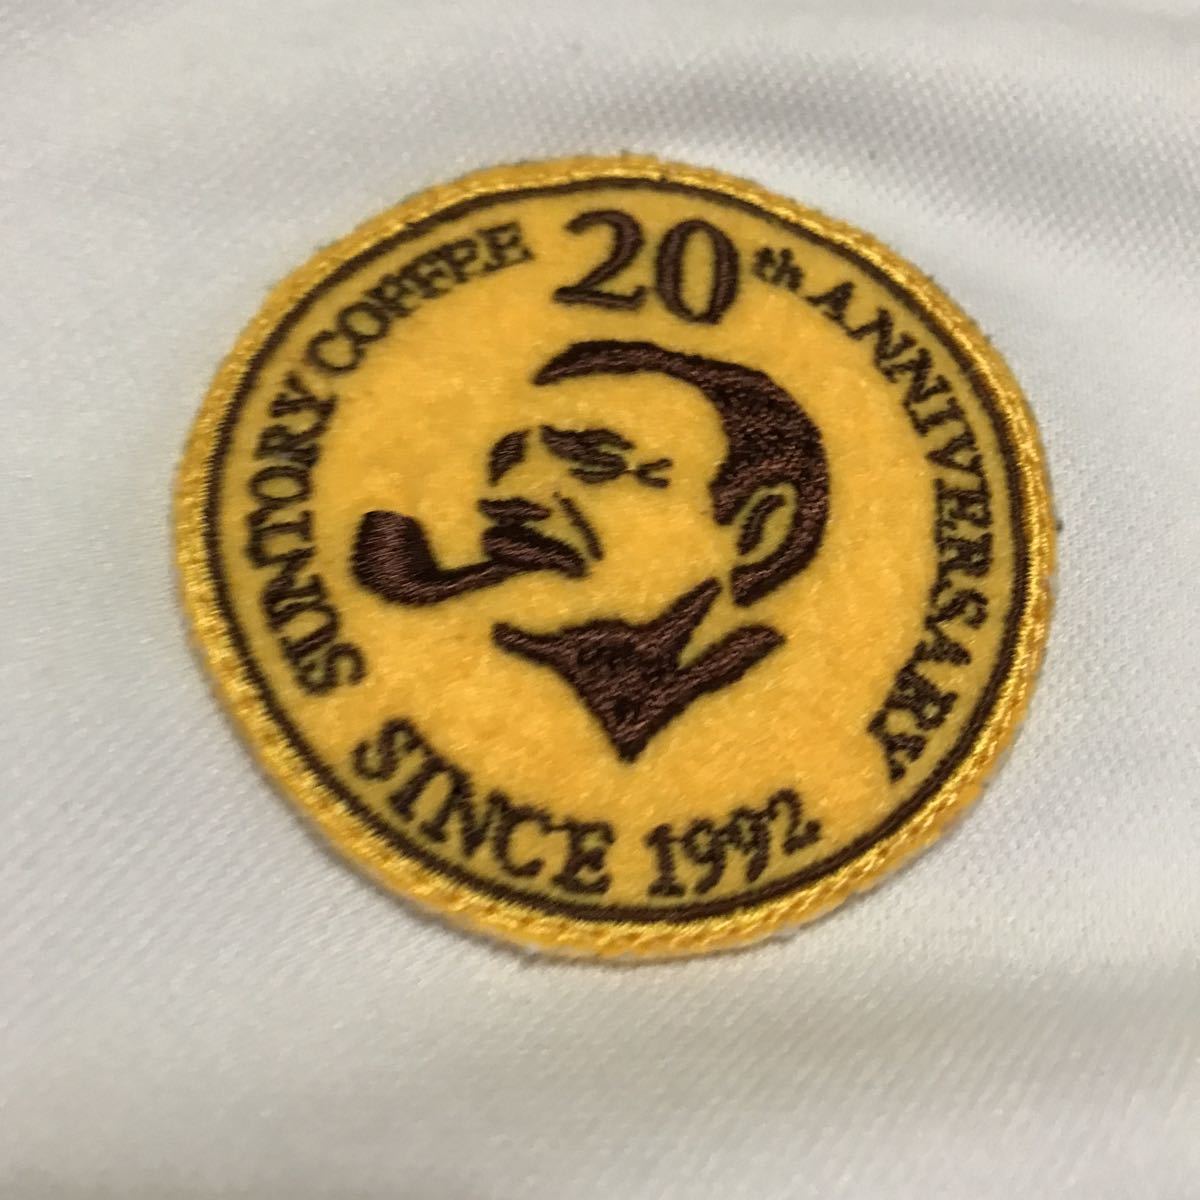 SUNTORY COFFEE 20th ANNIVERSARY
SINCE 1992